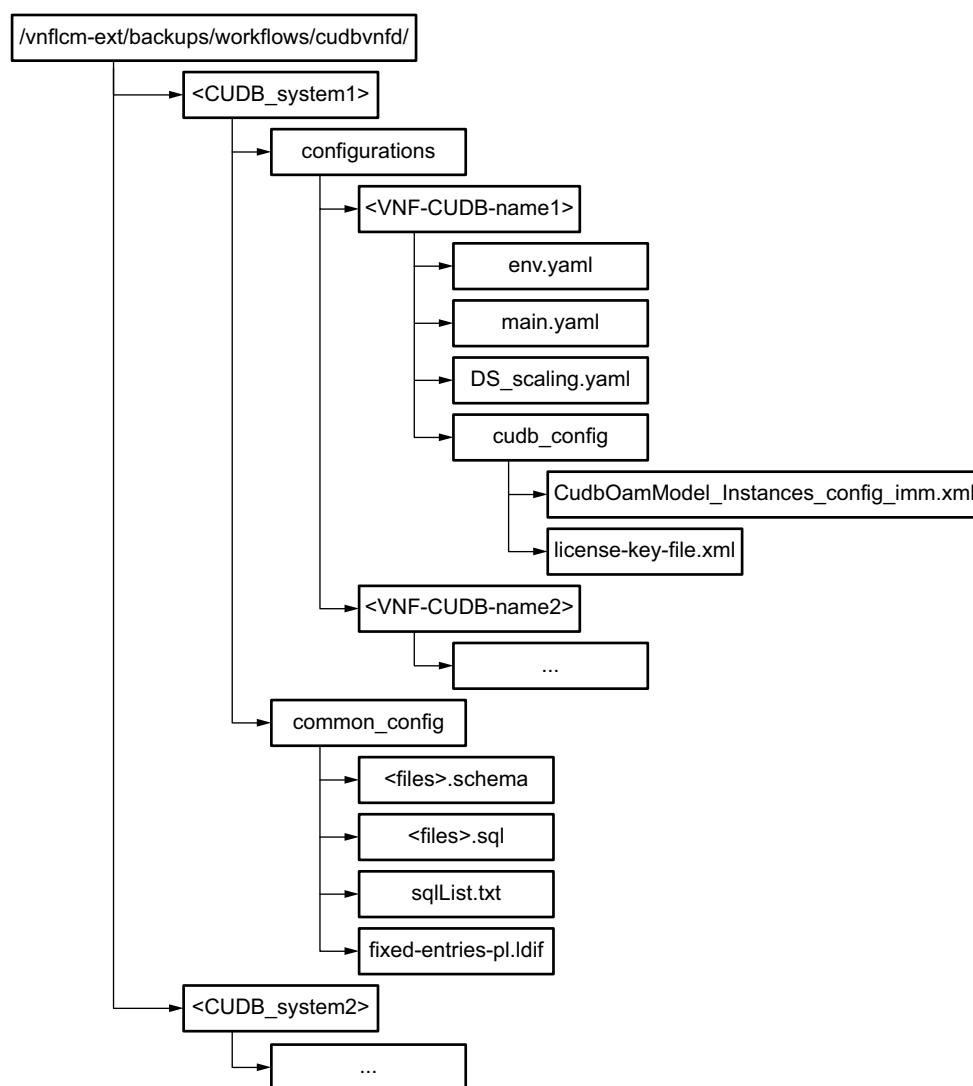 /vnflcm-ext/backups/workflows/cudbvnfd/
<CUDB_system1>
configurations
<VNF-CUDB-name1>
env.yaml
main.yaml
DS_scaling.yaml
cudb_config
CudbOamModel_Instances_config_imm.xml
license-key-file.xml
<VNF-CUDB-name2>
...
common_config
<files>.schema
<files>.sql
sqlList.txt
fixed-entries-pl.ldif
<CUDB_system2>
...